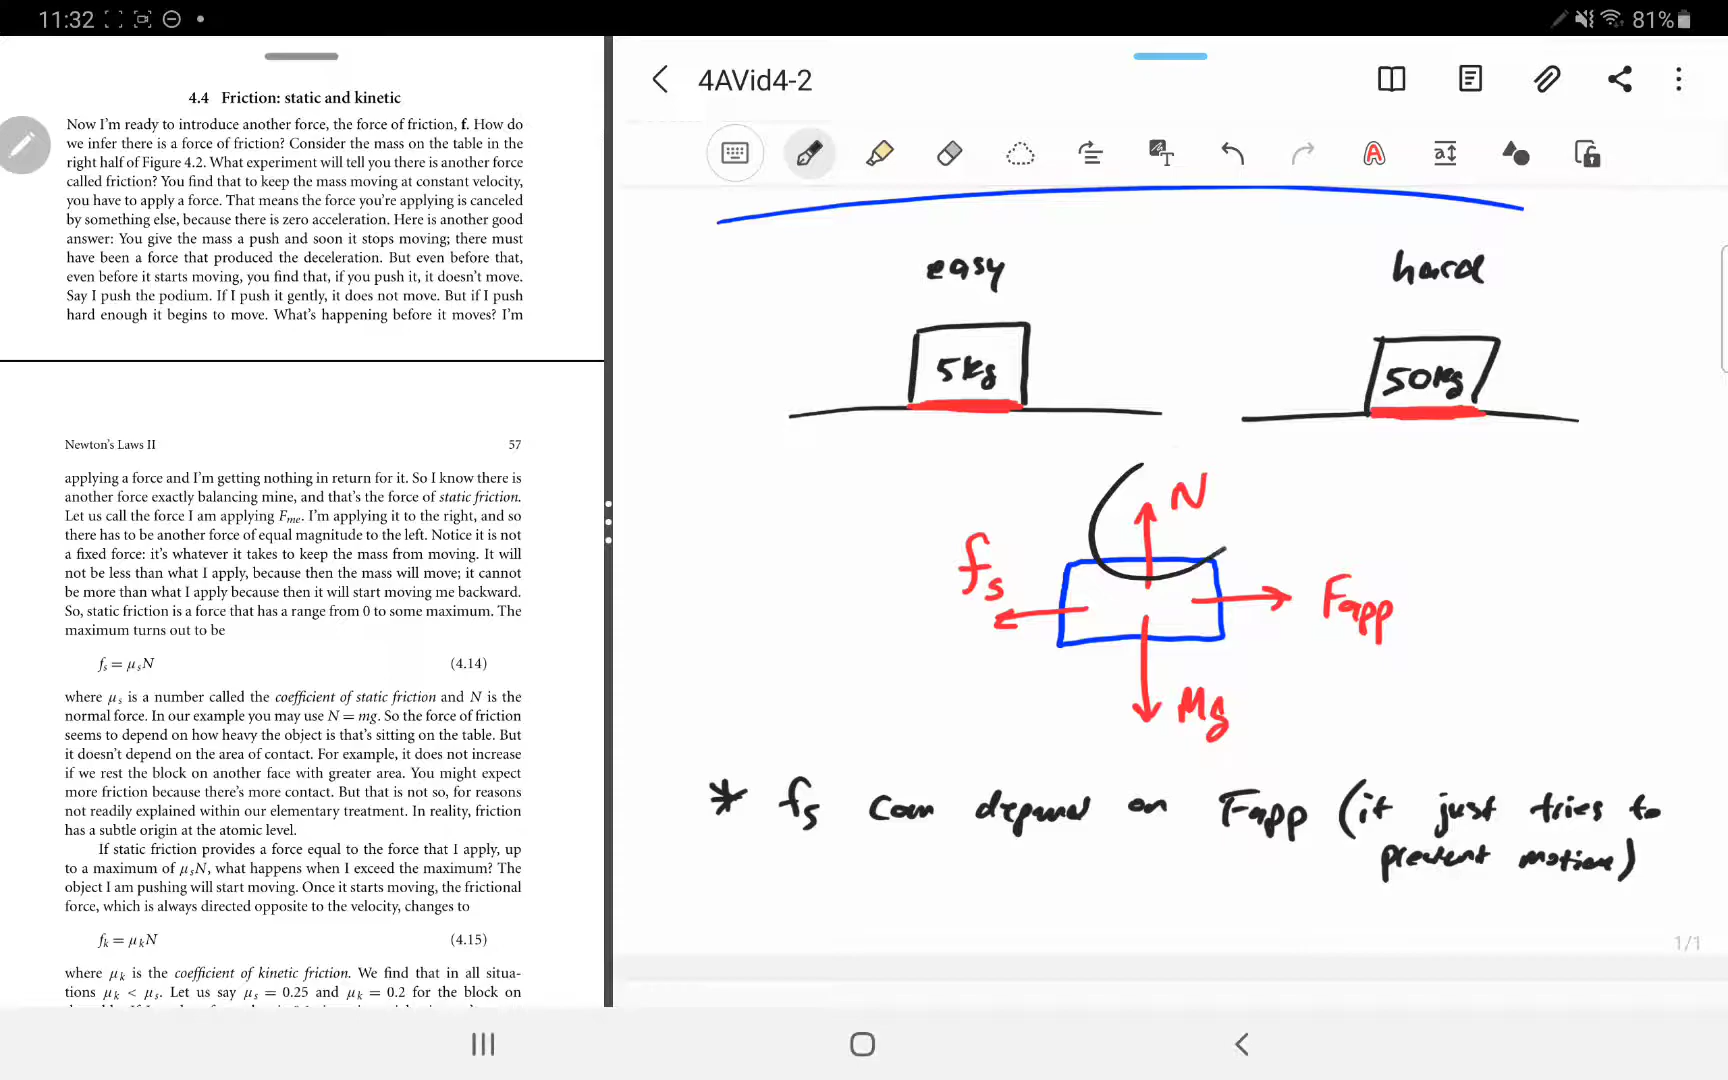 11:32
81%
4.4 Friction: static and kinetic
Now I'm ready to introduce another force, the force of friction, f. How do
we infer there is a force of friction? Consider the mass on the table in the
right half of Figure 4.2. What experiment will tell you there is another force
called friction? You find that to keep the mass moving at constant velocity,
you have to apply a force. That means the force you're applying is canceled
by something else, because there is zero acceleration. Here is another good
answer: You give the mass a push and soon it stops moving; there must
have been a force that produced the deceleration. But even before that,
even before it starts moving, you find that, if you push it, it doesn't move.
Say I push the podium. If I push it gently, it does not move. But if I push
hard enough it begins to move. What's happening before it moves? I'm
Newton's Laws II 57
applying a force and I'm getting nothing in return for it. So I know there is
another force exactly balancing mine, and that's the force of static friction.
Let us call the force I am applying Fme. I'm applying it to the right, and so
there has to be another force of equal magnitude to the left. Notice it is not
a fixed force: it's whatever it takes to keep the mass from moving. It will
not be less than what I apply, because then the mass will move; it cannot
be more than what I apply because then it will start moving me backward.
So, static friction is a force that has a range from 0 to some maximum. The
maximum turns out to be
fs = μsN (4.14)
where μs is a number called the coefficient of static friction and N is the
normal force. In our example you may use N = mg. So the force of friction
seems to depend on how heavy the object is that's sitting on the table. But
it doesn't depend on the area of contact. For example, it does not increase
if we rest the block on another face with greater area. You might expect
more friction because there's more contact. But that is not so, for reasons
not readily explained within our elementary treatment. In reality, friction
has a subtle origin at the atomic level.
If static friction provides a force equal to the force that I apply, up
to a maximum of μsN, what happens when I exceed the maximum? The
object I am pushing will start moving. Once it starts moving, the frictional
force, which is always directed opposite to the velocity, changes to
fk = μkN (4.15)
where μk is the coefficient of kinetic friction. We find that in all situa-
tions μk < μs. Let us say μs = 0.25 and μk = 0.2 for the block on
4AVid4-2
easy hard
5kg 50kg
N
fs
Fapp
Mg
* fs can depend on Fapp (it just tries to
prevent motion)
1/1